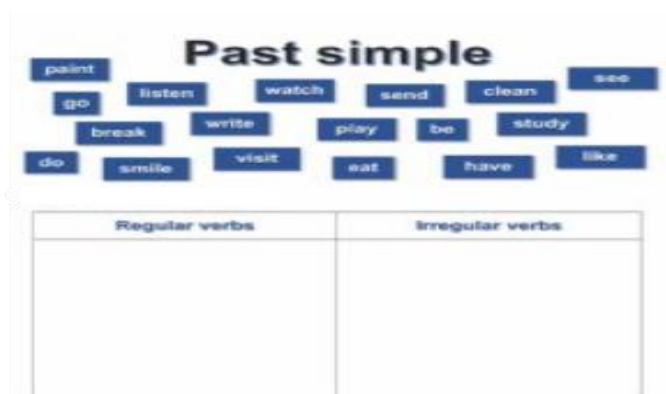 Past simple
paint
listen
watch
send
clean
see
go
break
write
play
be
study
do
smile
visit
eat
have
like
Regular verbs
Irregular verbs